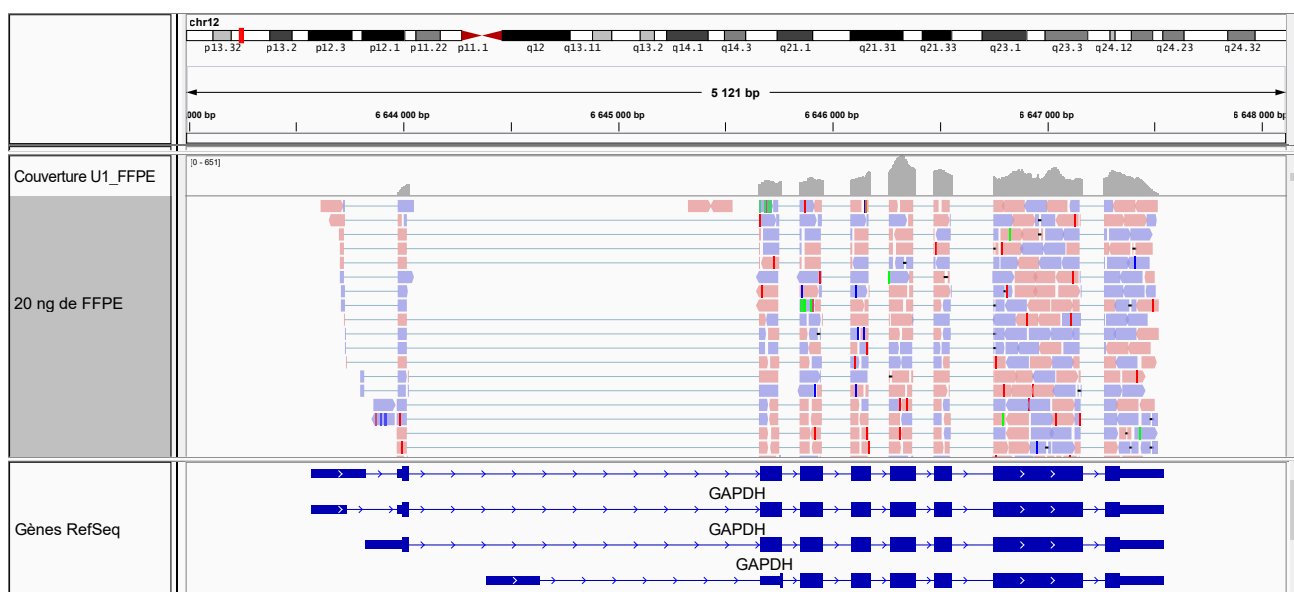 chr12
p13.32 p13.2 p12.3 p12.1 p11.22 p11.1 q12 q13.11 q13.2 q14.1 q14.3 q21.1 q21.31 q21.33 q23.1 q23.3 q24.12 q24.23 q24.32
5 121 bp
000 bp 6 644 000 bp 6 645 000 bp 6 646 000 bp 6 647 000 bp 6 648 000 bp
[0 - 651]
Couverture U1_FFPE
20 ng de FFPE
GAPDH
GAPDH
Gènes RefSeq
GAPDH